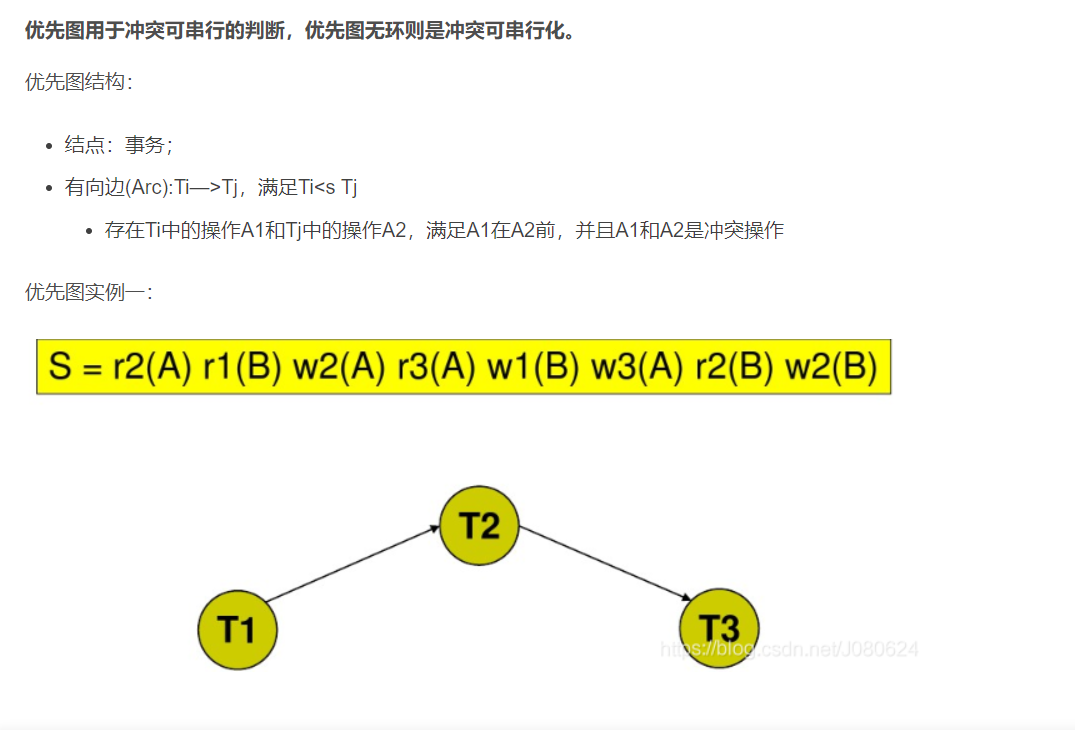 优先图用于冲突可串行的判断，优先图无环则是冲突可串行化。
优先图结构：
结点：事务；
有向边(Arc):Ti—>Tj，满足Ti<s Tj
存在Ti中的操作A1和Tj中的操作A2，满足A1在A2前，并且A1和A2是冲突操作
优先图实例一：
S = r2(A) r1(B) w2(A) r3(A) w1(B) w3(A) r2(B) w2(B)
T2
T1
T3
https://blog.csdn.net/J080624